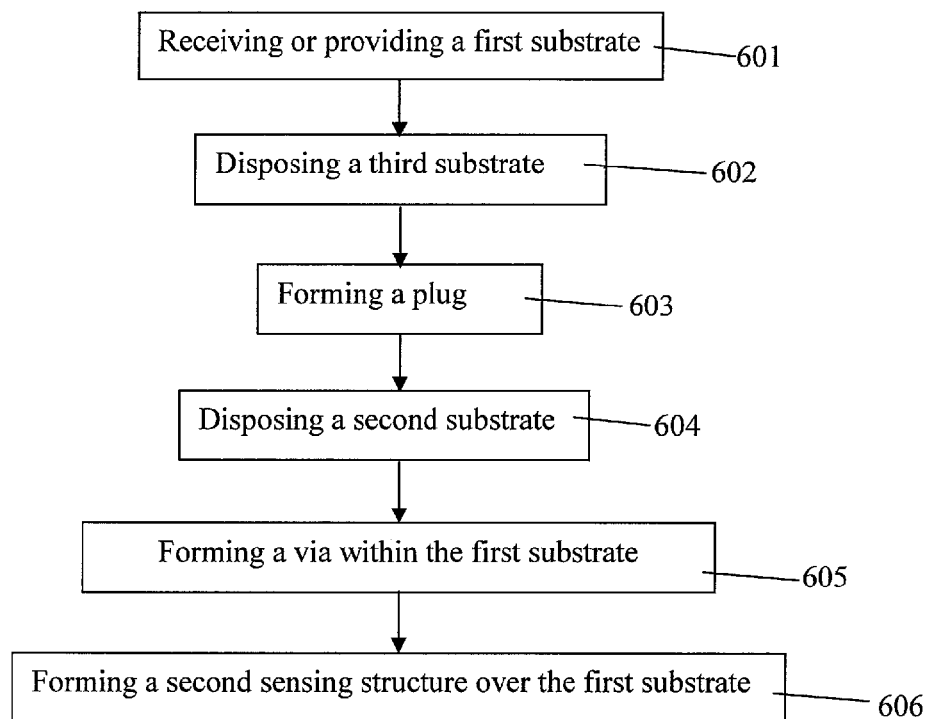 Receiving or providing a first substrate
601
Disposing a third substrate
602
Forming a plug
603
Disposing a second substrate
604
Forming a via within the first substrate
605
Forming a second sensing structure over the first substrate
606